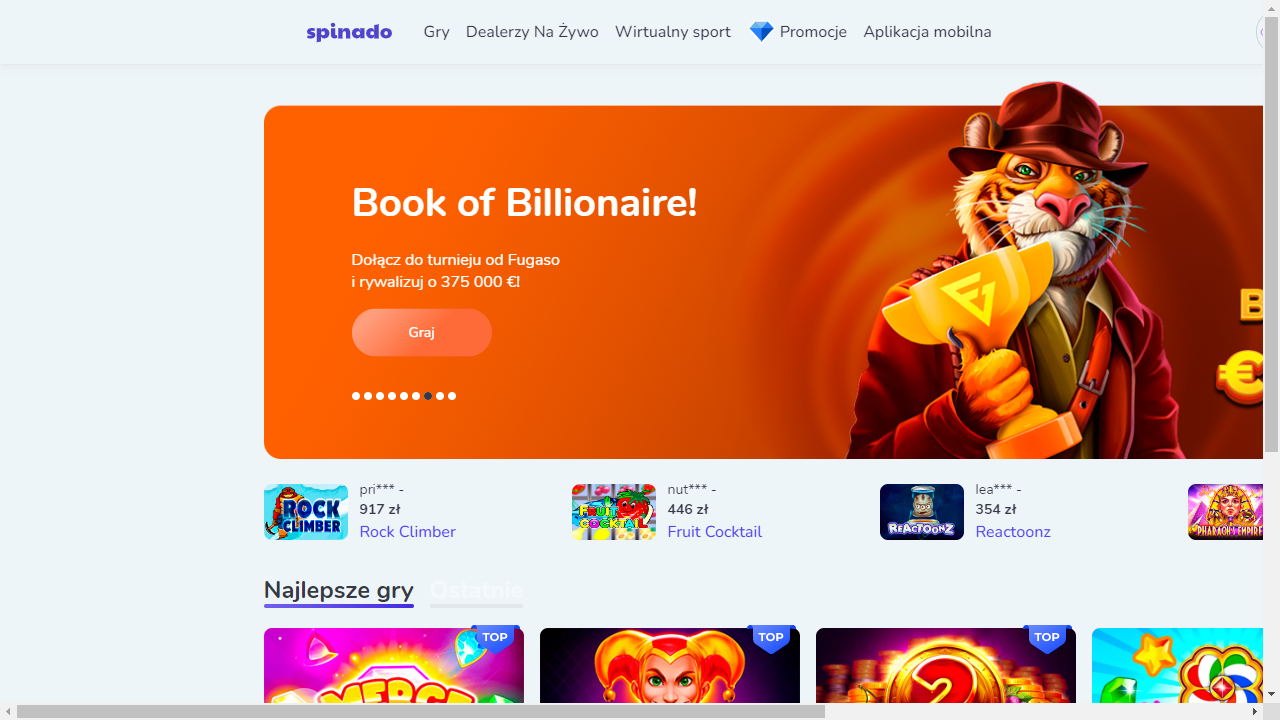 spinado
Gry
Dealerzy Na Żywo
Wirtualny sport
Promocje
Aplikacja mobilna
Book of Billionaire!
Dołącz do turnieju od Fugaso
i rywalizuj o 375 000 €!
Graj
B
€
ROCK
CLIMBER
pri*** -
917 zł
Rock Climber
FRUIT
COCKTAIL
nut*** -
446 zł
Fruit Cocktail
REACTOONZ
lea*** -
354 zł
Reactoonz
PHARAOH'S EMPIRE
Najlepsze gry
Ostatnie
TOP
TOP
TOP
MERGE
2